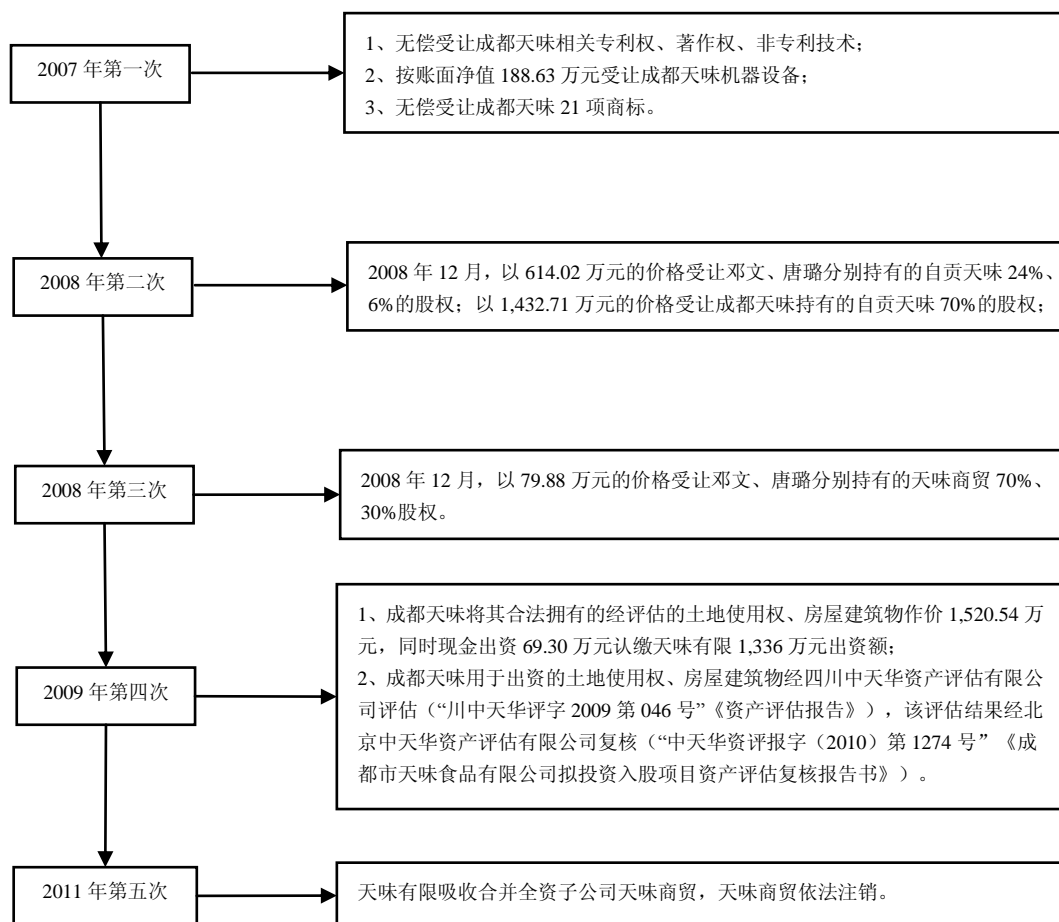 2007 年第一次
1、无偿受让成都天味相关专利权、著作权、非专利技术；
2、按账面净值 188.63 万元受让成都天味机器设备；
3、无偿受让成都天味 21 项商标。
2008 年第二次
2008 年 12 月，以 614.02 万元的价格受让邓文、唐璐分别持有的自贡天味 24%、
6%的股权；以 1,432.71 万元的价格受让成都天味持有的自贡天味 70%的股权；
2008 年第三次
2008 年 12 月，以 79.88 万元的价格受让邓文、唐璐分别持有的天味商贸 70%、
30%股权。
2009 年第四次
1、成都天味将其合法拥有的经评估的土地使用权、房屋建筑物作价 1,520.54 万
元，同时现金出资 69.30 万元认缴天味有限 1,336 万元出资额；
2、成都天味用于出资的土地使用权、房屋建筑物经四川中天华资产评估有限公
司评估（“川中天华评字 2009 第 046 号”《资产评估报告》），该评估结果经北
京中天华资产评估有限公司复核（“中天华资评报字（2010）第 1274 号”《成
都市天味食品有限公司拟投资入股项目资产评估复核报告书》）。
2011 年第五次
天味有限吸收合并全资子公司天味商贸，天味商贸依法注销。